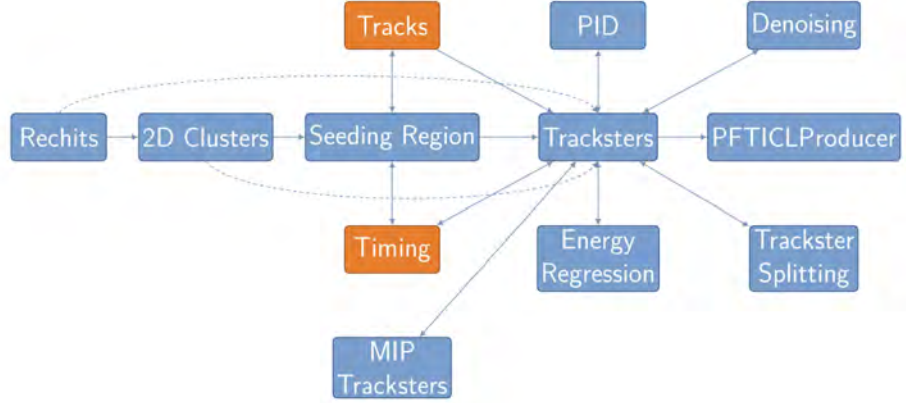 Tracks
PID
Denoising
Rechits
2D Clusters
Seeding Region
Tracksters
PFTICLProducer
Timing
Energy
Regression
Trackster
Splitting
MIP
Tracksters